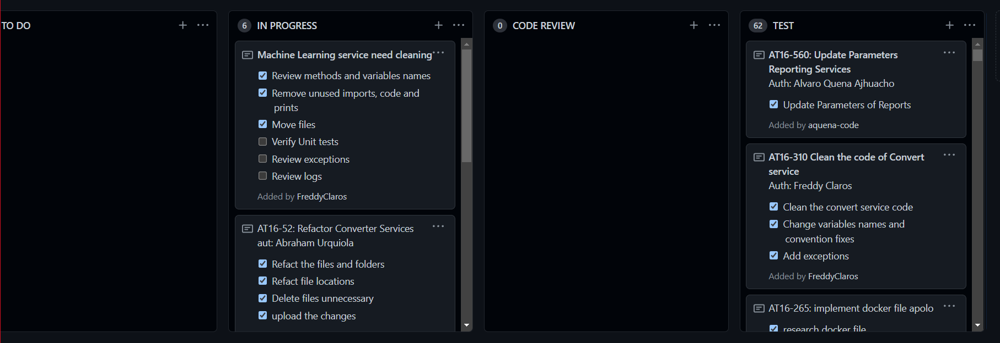 TO DO
6 IN PROGRESS
Machine Learning service need cleaning
Review methods and variables names
Remove unused imports, code and
prints
Move files
Verify Unit tests
Review exceptions
Review logs
Added by FreddyClaros
AT16-52: Refactor Converter Services
aut: Abraham Urquiola
Refact the files and folders
Refact file locations
Delete files unnecessary
upload the changes
0 CODE REVIEW
62 TEST
AT16-560: Update Parameters
Reporting Services
Auth: Alvaro Quena Ajhuacho
Update Parameters of Reports
Added by aquena-code
AT16-310 Clean the code of Convert
service
Auth: Freddy Claros
Clean the convert service code
Change variables names and
convention fixes
Add exceptions
Added by FreddyClaros
AT16-265: implement docker file apolo
research docker file